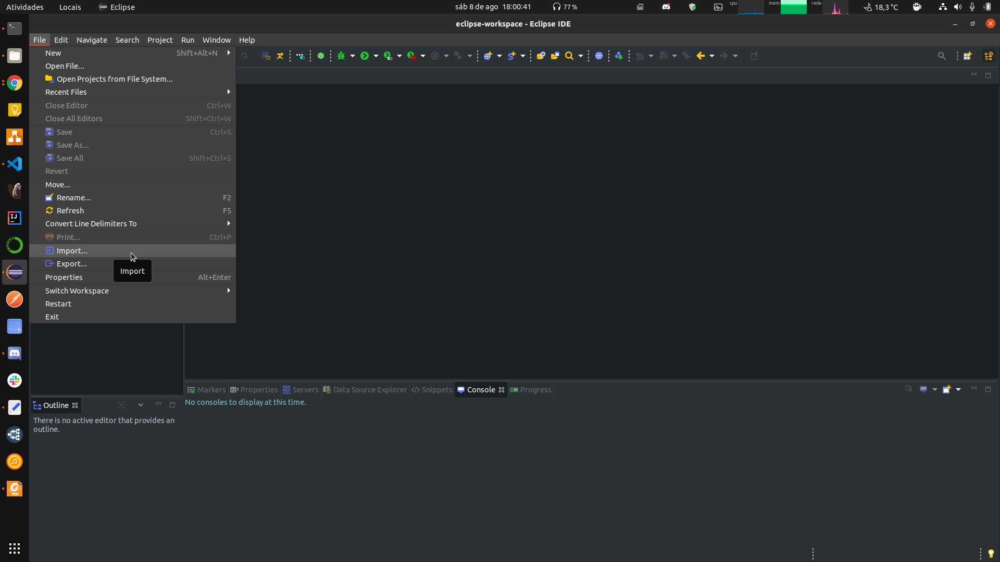 Atividades Locais Eclipse sáb 8 de ago 18:00:41 77 % cpu mem rede 18,3 °C
eclipse-workspace - Eclipse IDE
File Edit Navigate Search Project Run Window Help
New Shift+Alt+N
Open File...
Open Projects from File System...
Recent Files
Close Editor Ctrl+W
Close All Editors Shift+Ctrl+W
Save Ctrl+S
Save As...
Save All Shift+Ctrl+S
Revert
Move...
Rename... F2
Refresh F5
Convert Line Delimiters To
Print... Ctrl+P
Import...
Export...
Import
Properties Alt+Enter
Switch Workspace
Restart
Exit
Markers Properties Servers Data Source Explorer Snippets Console Progress
No consoles to display at this time.
Outline
There is no active editor that provides an
outline.
IJ
PDF